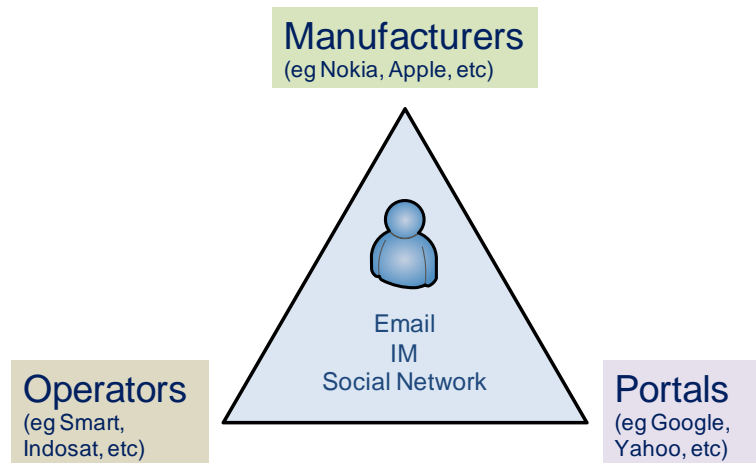 Manufacturers
(eg Nokia, Apple, etc)
Email
IM
Social Network
Operators
(eg Smart,
Indosat, etc)
Portals
(eg Google,
Yahoo, etc)